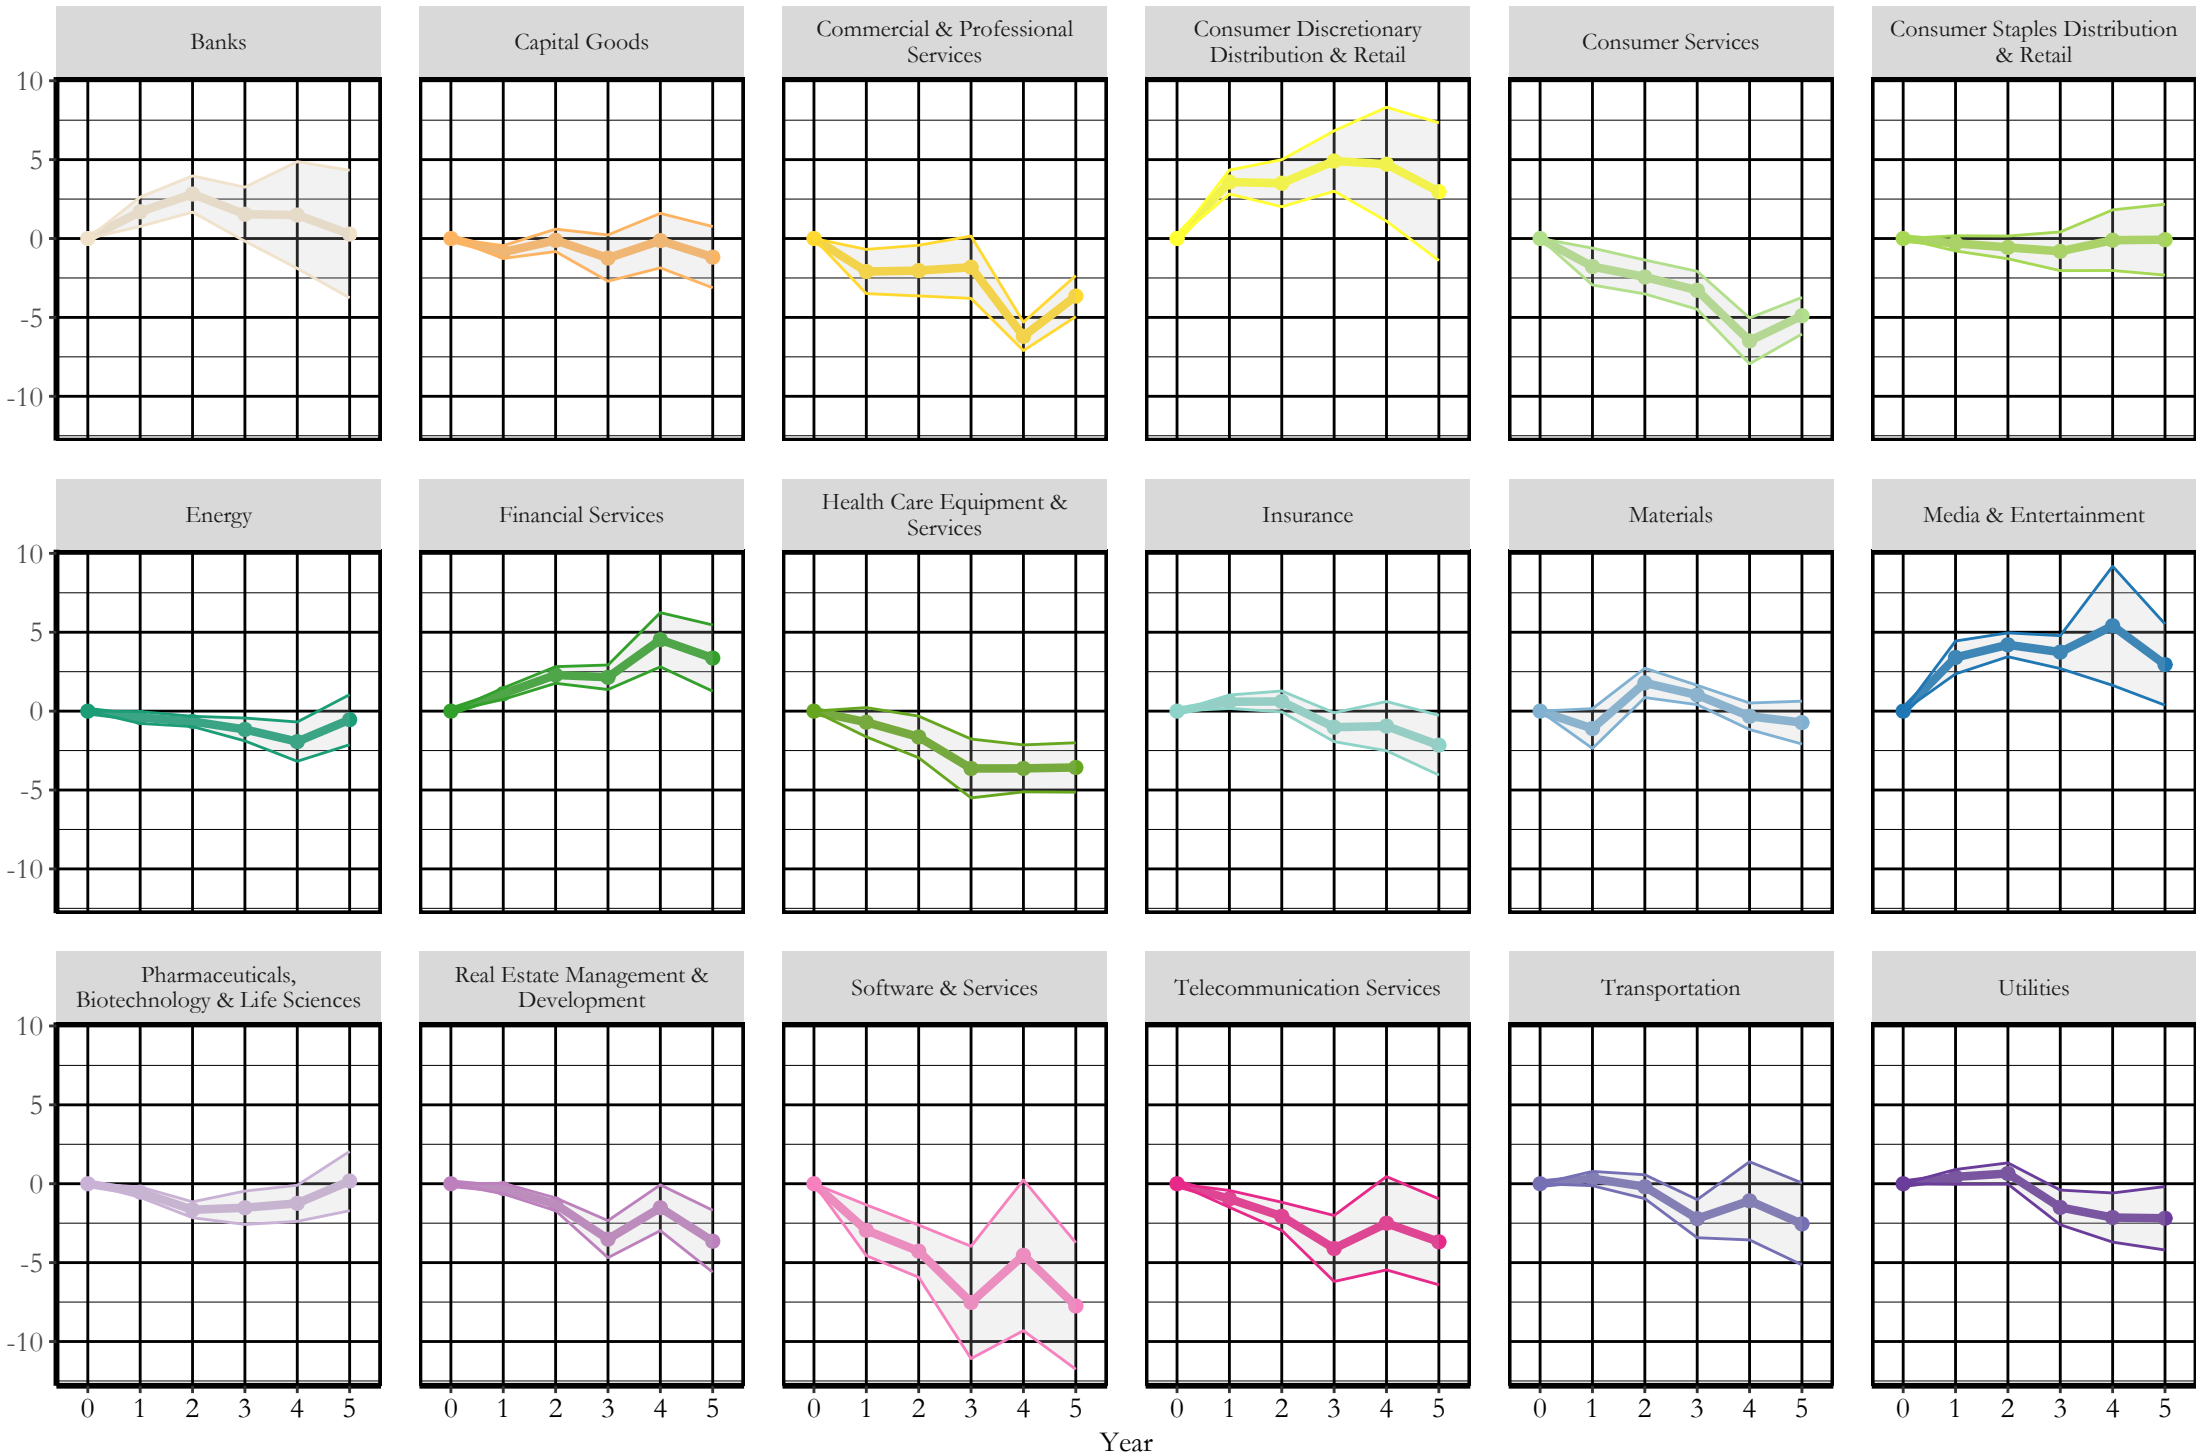 Banks
Capital Goods
Commercial & Professional
Services
Consumer Discretionary
Distribution & Retail
Consumer Services
Consumer Staples Distribution
& Retail
10
5
0
-5
-10
Energy
Financial Services
Health Care Equipment &
Services
Insurance
Materials
Media & Entertainment
10
5
0
-5
-10
Pharmaceuticals,
Biotechnology & Life Sciences
Real Estate Management &
Development
Software & Services
Telecommunication Services
Transportation
Utilities
10
5
0
-5
-10
0 1 2 3 4 5
0 1 2 3 4 5
0 1 2 3 4 5
0 1 2 3 4 5
0 1 2 3 4 5
0 1 2 3 4 5
Year